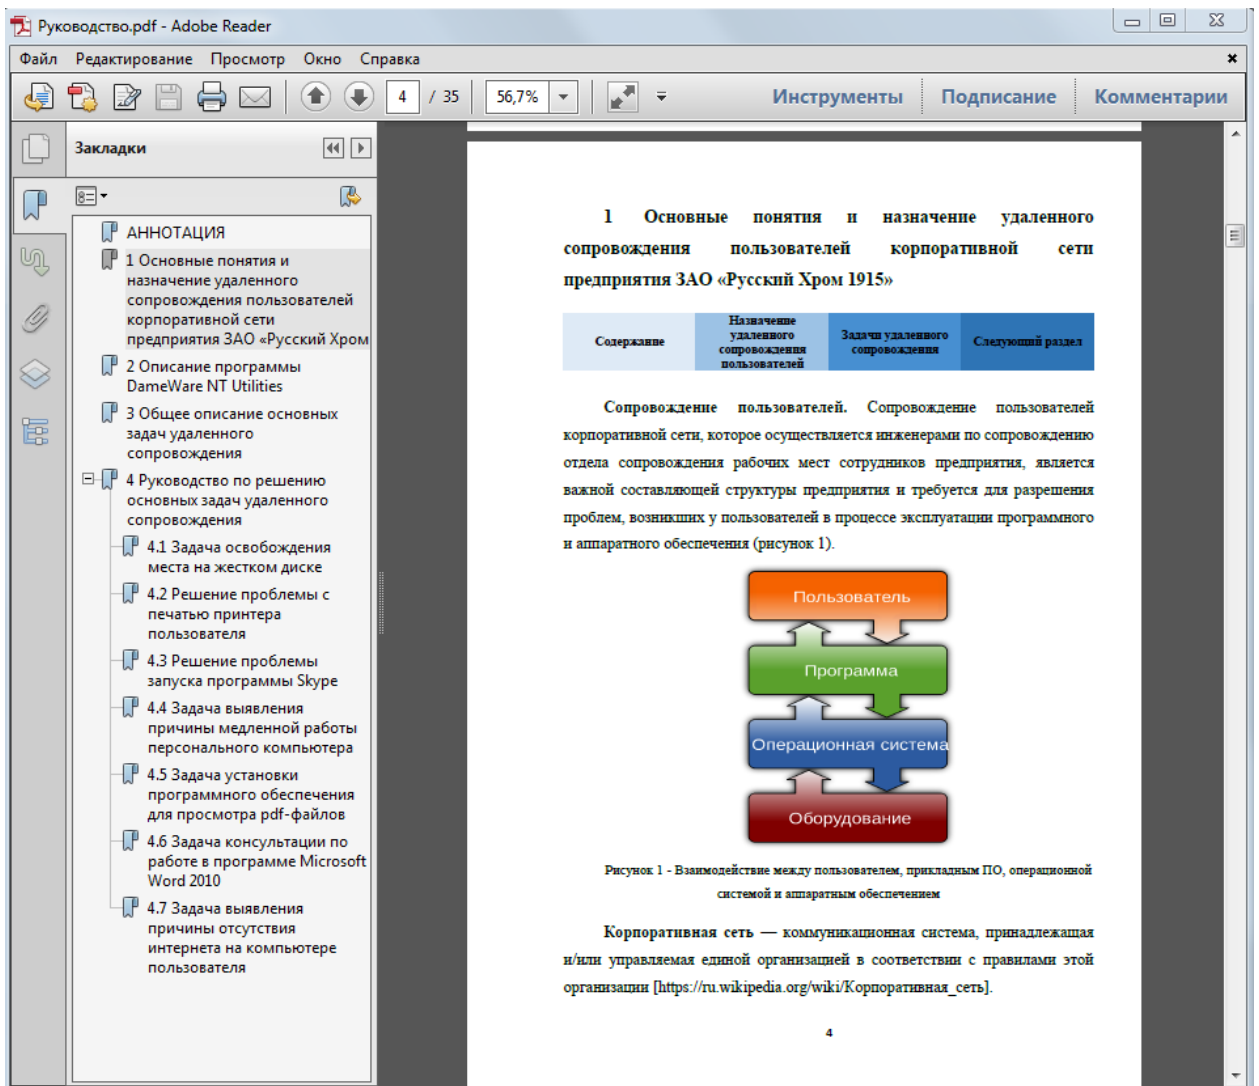 Руководство.pdf - Adobe Reader
Файл Редактирование Просмотр Окно Справка
4 / 35 56,7% Инструменты Подписание Комментарии
Закладки
АННОТАЦИЯ
1 Основные понятия и
назначение удаленного
сопровождения пользователей
корпоративной сети
предприятия ЗАО «Русский Хром
2 Описание программы
DameWare NT Utilities
3 Общее описание основных
задач удаленного
сопровождения
4 Руководство по решению
основных задач удаленного
сопровождения
4.1 Задача освобождения
места на жестком диске
4.2 Решение проблемы с
печатью принтера
пользователя
4.3 Решение проблемы
запуска программы Skype
4.4 Задача выявления
причины медленной работы
персонального компьютера
4.5 Задача установки
программного обеспечения
для просмотра pdf-файлов
4.6 Задача консультации по
работе в программе Microsoft
Word 2010
4.7 Задача выявления
причины отсутствия
интернета на компьютере
пользователя
1 Основные понятия и назначение удаленного
сопровождения пользователей корпоративной сети
предприятия ЗАО «Русский Хром 1915»
Содержание
Назначение
удаленного
сопровождения
пользователей
Задачи удаленного
сопровождения
Следующий раздел
Сопровождение пользователей. Сопровождение пользователей
корпоративной сети, которое осуществляется инженерами по сопровождению
отдела сопровождения рабочих мест сотрудников предприятия, является
важной составляющей структуры предприятия и требуется для разрешения
проблем, возникших у пользователей в процессе эксплуатации программного
и аппаратного обеспечения (рисунок 1).
Пользователь
Программа
Операционная система
Оборудование
Рисунок 1 - Взаимодействие между пользователем, прикладным ПО, операционной
системой и аппаратным обеспечением
Корпоративная сеть — коммуникационная система, принадлежащая
и/или управляемая единой организацией в соответствии с правилами этой
организации [https://ru.wikipedia.org/wiki/Корпоративная_сеть].
4